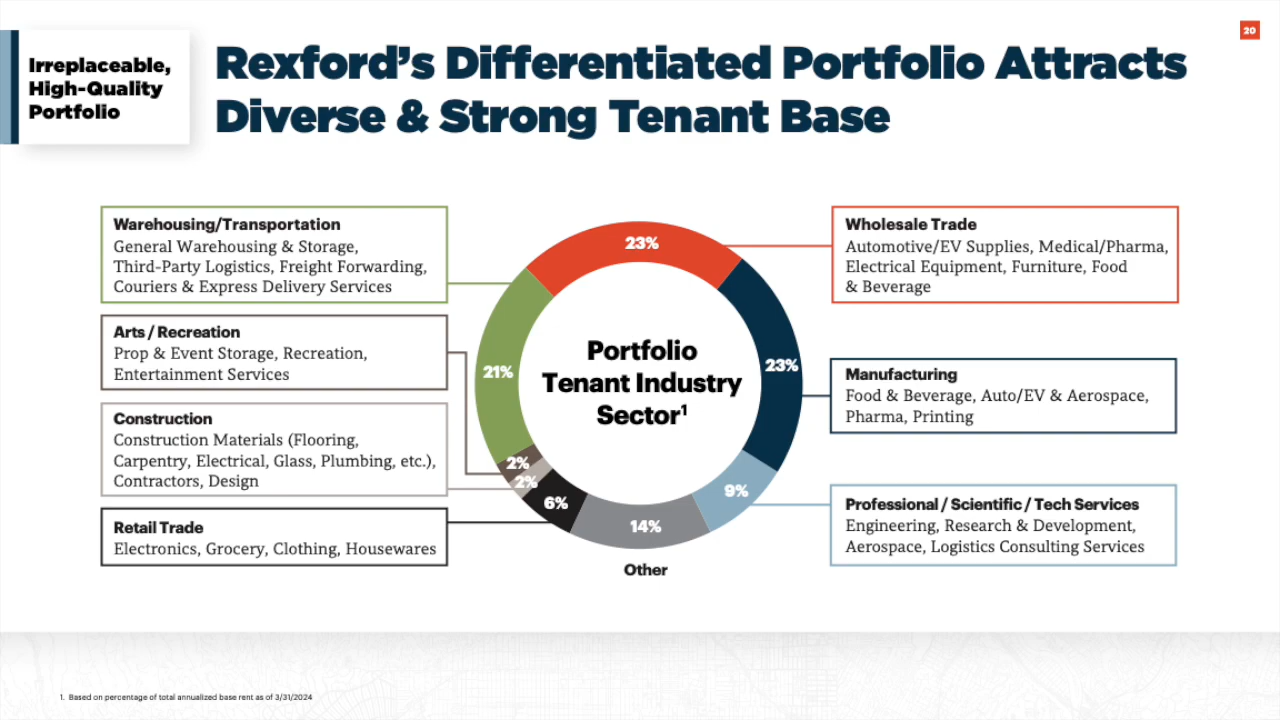 20
Irreplaceable,
High-Quality
Portfolio
Rexford’s Differentiated Portfolio Attracts
Diverse & Strong Tenant Base
Warehousing/Transportation
General Warehousing & Storage,
Third-Party Logistics, Freight Forwarding,
Couriers & Express Delivery Services
Arts / Recreation
Prop & Event Storage, Recreation,
Entertainment Services
Construction
Construction Materials (Flooring,
Carpentry, Electrical, Glass, Plumbing, etc.),
Contractors, Design
Retail Trade
Electronics, Grocery, Clothing, Housewares
23%
23%
9%
14%
6%
2%
2%
21%
Portfolio
Tenant Industry
Sector¹
Other
Wholesale Trade
Automotive/EV Supplies, Medical/Pharma,
Electrical Equipment, Furniture, Food
& Beverage
Manufacturing
Food & Beverage, Auto/EV & Aerospace,
Pharma, Printing
Professional / Scientific / Tech Services
Engineering, Research & Development,
Aerospace, Logistics Consulting Services
1. Based on percentage of total annualized base rent as of 3/31/2024